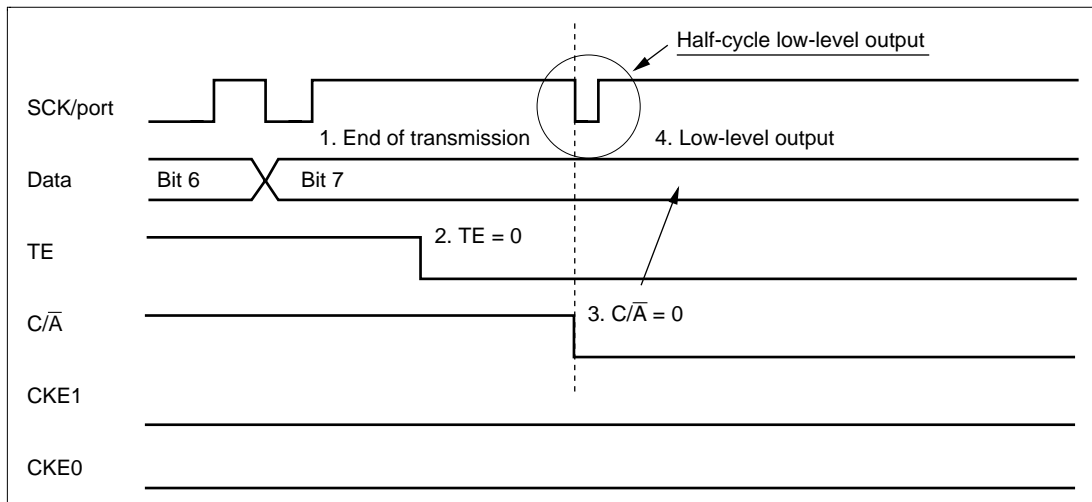 Half-cycle low-level output
SCK/port
1. End of transmission
4. Low-level output
Data
Bit 6
Bit 7
TE
2. TE = 0
C/A̅
3. C/A̅ = 0
CKE1
CKE0